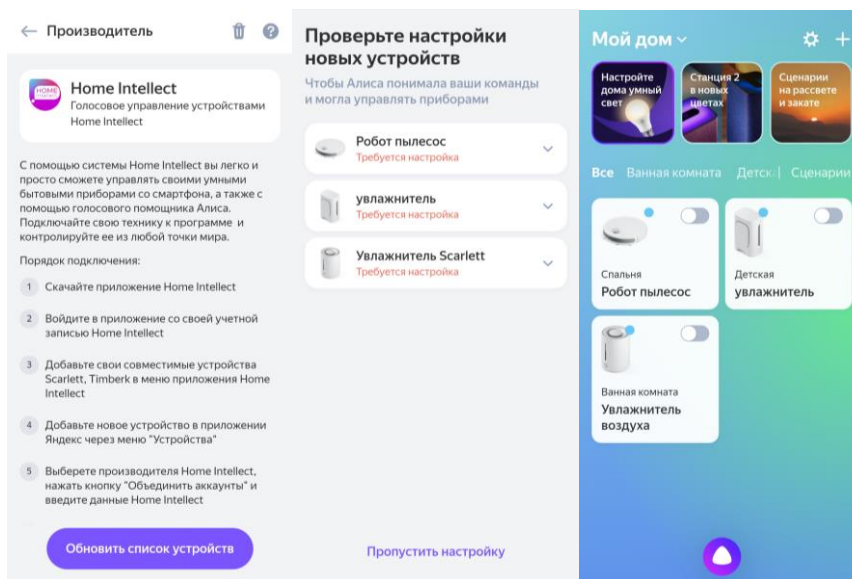 Производитель
HOME
Home Intellect
Голосовое управление устройствами
Home Intellect
С помощью системы Home Intellect вы легко и
просто сможете управлять своими умными
бытовыми приборами со смартфона, а также с
помощью голосового помощника Алиса.
Подключайте свою технику к программе и
контролируйте ее из любой точки мира.
Порядок подключения:
1 Скачайте приложение Home Intellect
2 Войдите в приложение со своей учетной
записью Home Intellect
3 Добавьте свои совместимые устройства
Scarlett, Timberk в меню приложения Home
Intellect
4 Добавьте новое устройство в приложении
Яндекс через меню "Устройства"
5 Выберете производителя Home Intellect,
нажать кнопку "Объединить аккаунты" и
введите данные Home Intellect
Обновить список устройств
Проверьте настройки
новых устройств
Чтобы Алиса понимала ваши команды
и могла управлять приборами
Робот пылесос
Требуется настройка
увлажнитель
Требуется настройка
Увлажнитель Scarlett
Требуется настройка
Пропустить настройку
Мой дом
Настройте
дома умный
свет
Станция 2
в новых
цветах
Сценарии
на рассвете
и закате
Все Ванная комната Детск Сценарии
Спальня
Робот пылесос
Детская
увлажнитель
Ванная комната
Увлажнитель
воздуха